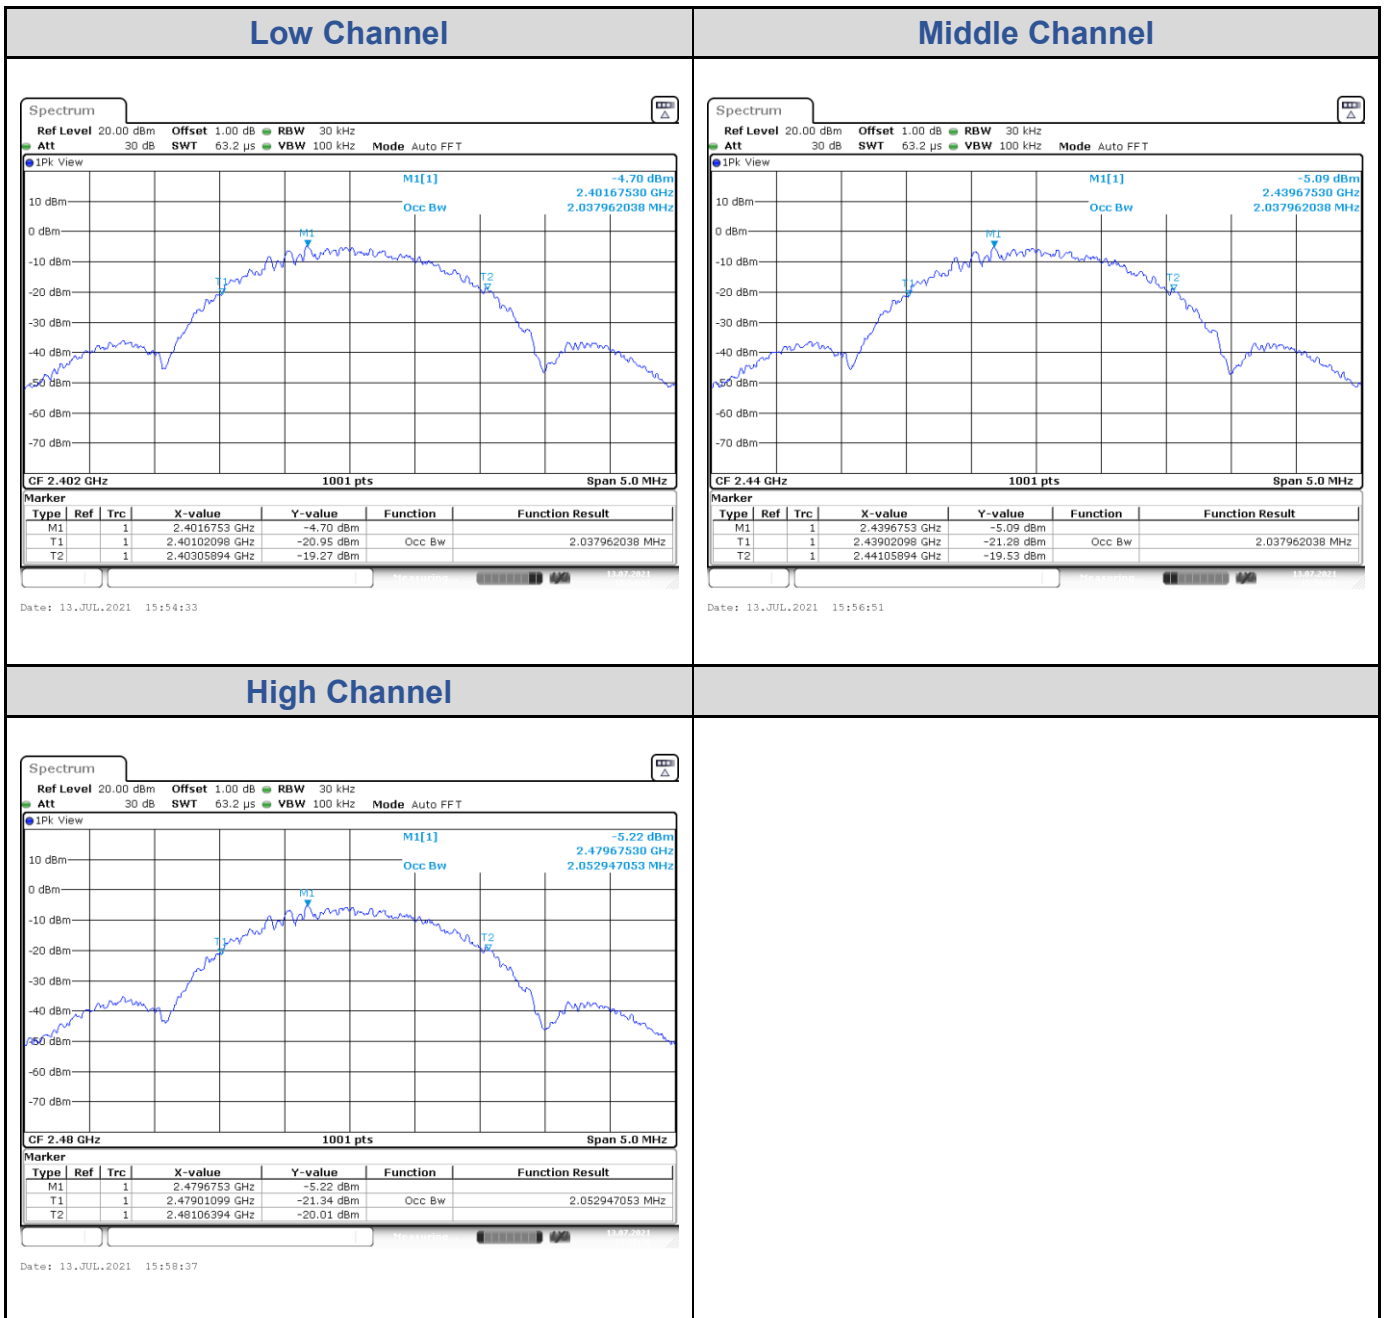 Low Channel
Middle Channel
Spectrum
Ref Level 20.00 dBm Offset 1.00 dB RBW 30 kHz
Att 30 dB SWT 63.2 µs VBW 100 kHz Mode Auto FFT
1Pk View
M1[1] -4.70 dBm
2.40167530 GHz
Occ Bw 2.037962038 MHz
10 dBm
0 dBm
M1
-10 dBm
T1
T2
-20 dBm
-30 dBm
-40 dBm
-50 dBm
-60 dBm
-70 dBm
CF 2.402 GHz 1001 pts Span 5.0 MHz
Marker
Type Ref Trc X-value Y-value Function Function Result
M1 1 2.4016753 GHz -4.70 dBm
T1 1 2.40102098 GHz -20.95 dBm Occ Bw 2.037962038 MHz
T2 1 2.40305894 GHz -19.27 dBm
Measuring 13.07.2021
Date: 13.JUL.2021 15:54:33
Spectrum
Ref Level 20.00 dBm Offset 1.00 dB RBW 30 kHz
Att 30 dB SWT 63.2 µs VBW 100 kHz Mode Auto FFT
1Pk View
M1[1] -5.09 dBm
2.43967530 GHz
Occ Bw 2.037962038 MHz
10 dBm
0 dBm
M1
-10 dBm
T1
T2
-20 dBm
-30 dBm
-40 dBm
-50 dBm
-60 dBm
-70 dBm
CF 2.44 GHz 1001 pts Span 5.0 MHz
Marker
Type Ref Trc X-value Y-value Function Function Result
M1 1 2.4396753 GHz -5.09 dBm
T1 1 2.43902098 GHz -21.28 dBm Occ Bw 2.037962038 MHz
T2 1 2.44105894 GHz -19.53 dBm
Measuring 13.07.2021
Date: 13.JUL.2021 15:56:51
High Channel
Spectrum
Ref Level 20.00 dBm Offset 1.00 dB RBW 30 kHz
Att 30 dB SWT 63.2 µs VBW 100 kHz Mode Auto FFT
1Pk View
M1[1] -5.22 dBm
2.47967530 GHz
Occ Bw 2.052947053 MHz
10 dBm
0 dBm
M1
-10 dBm
T1
T2
-20 dBm
-30 dBm
-40 dBm
-50 dBm
-60 dBm
-70 dBm
CF 2.48 GHz 1001 pts Span 5.0 MHz
Marker
Type Ref Trc X-value Y-value Function Function Result
M1 1 2.4796753 GHz -5.22 dBm
T1 1 2.47901099 GHz -21.34 dBm Occ Bw 2.052947053 MHz
T2 1 2.48106394 GHz -20.01 dBm
Measuring 13.07.2021
Date: 13.JUL.2021 15:58:37